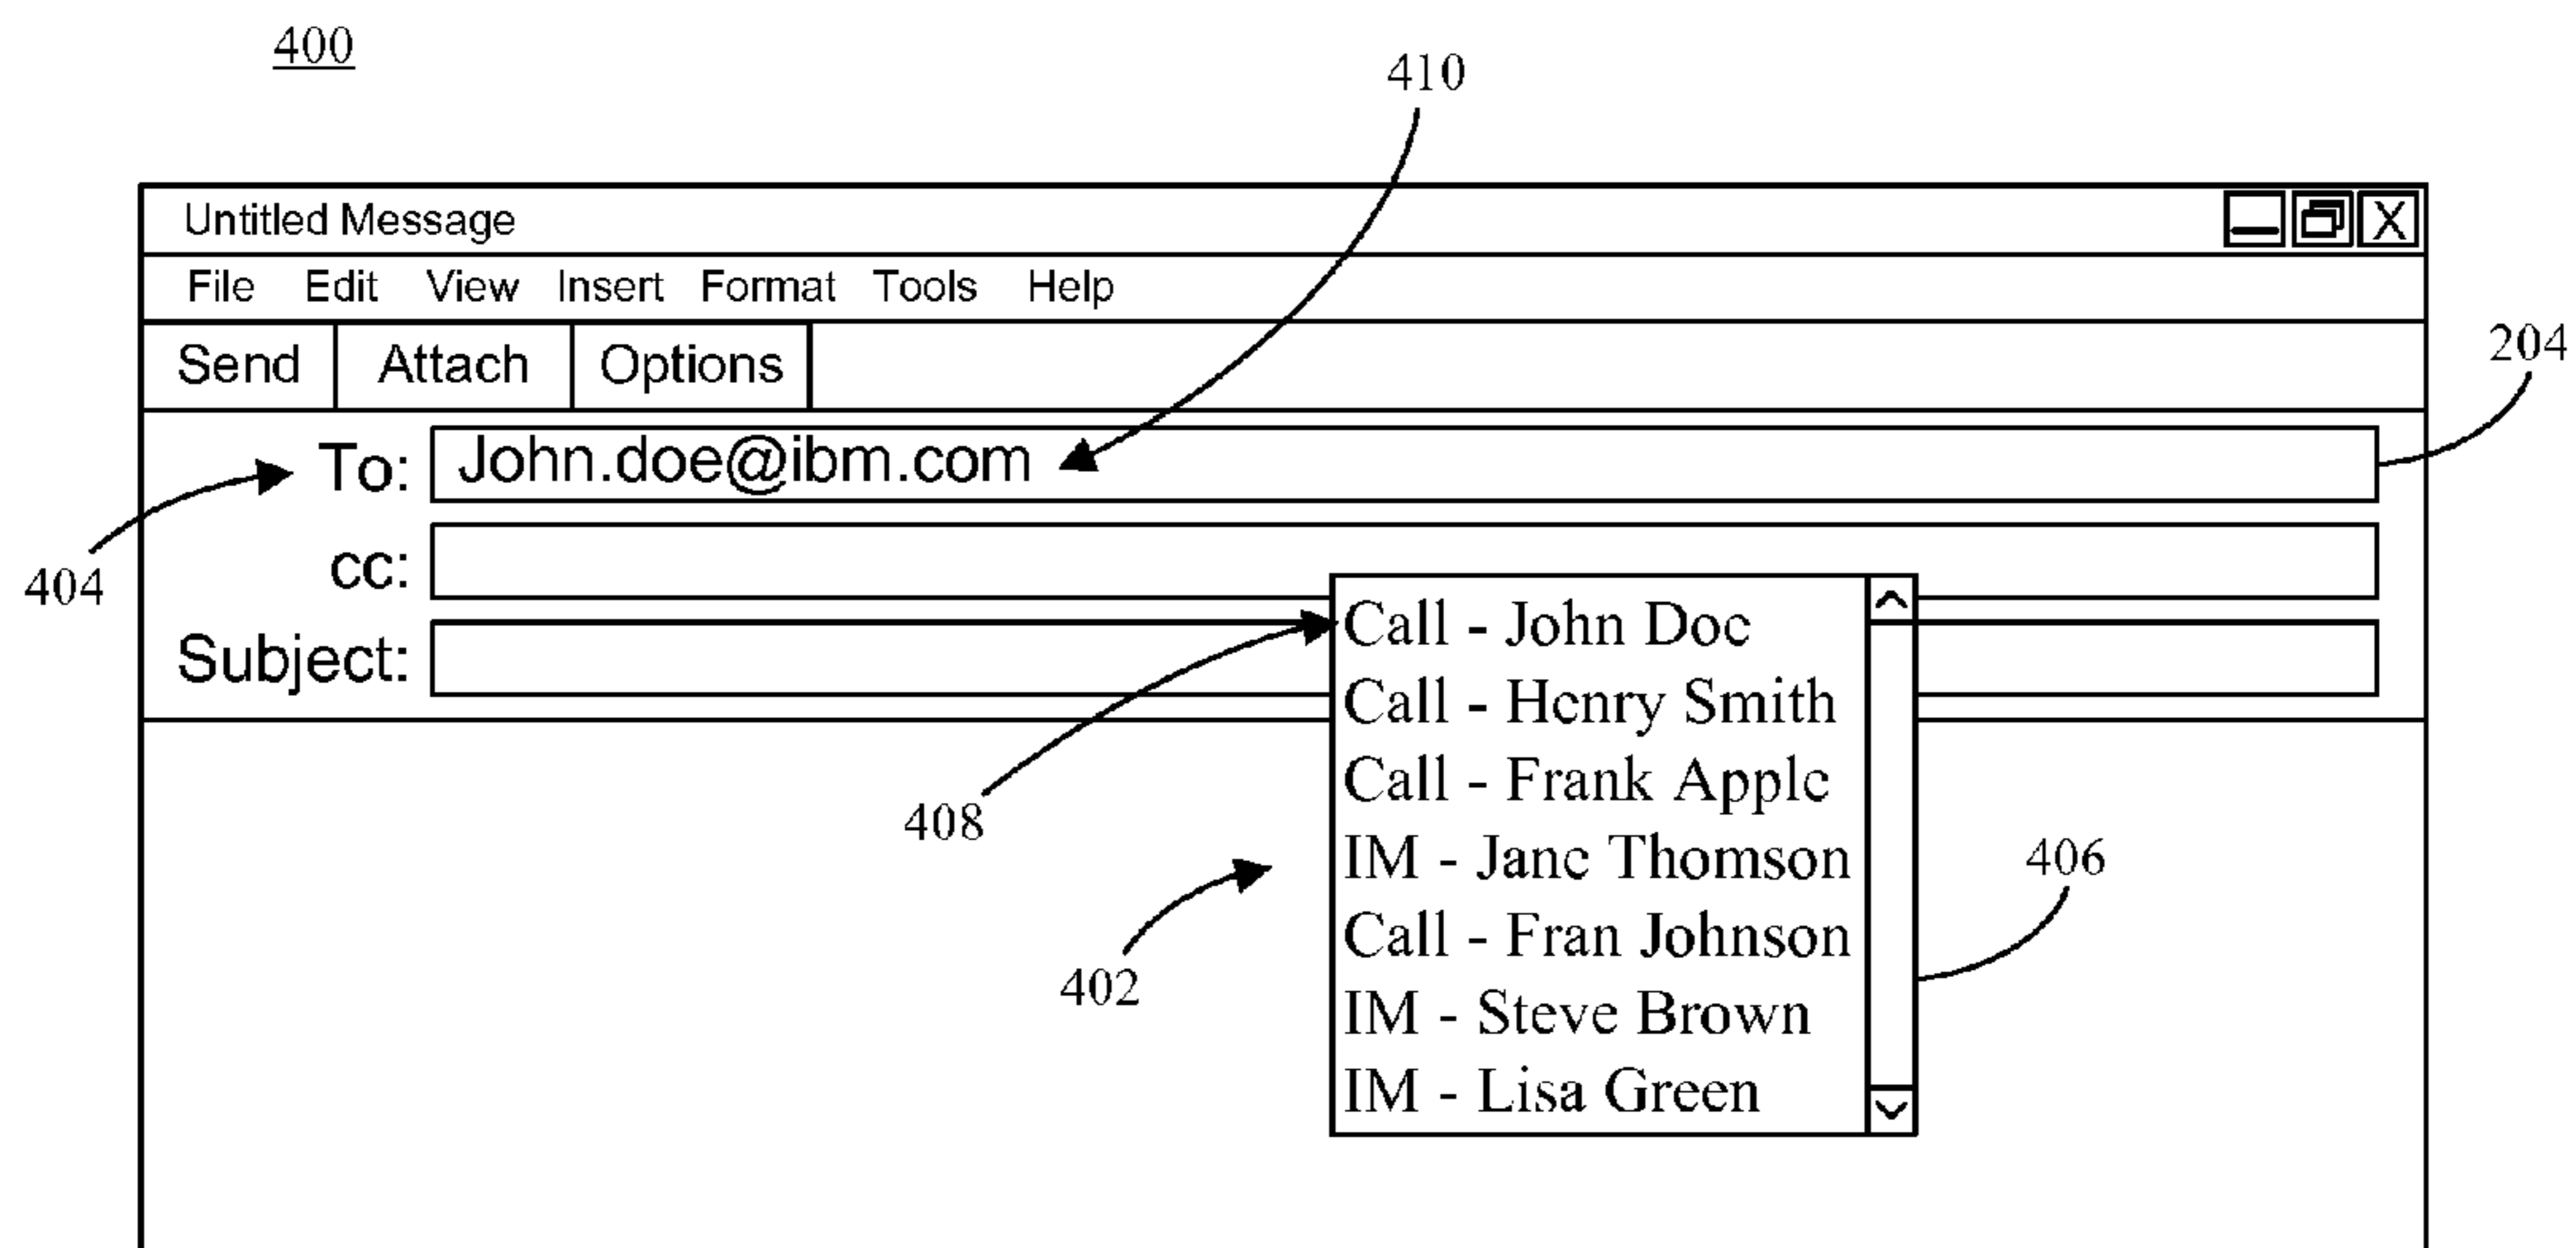 400
410
Untitled Message
File Edit View Insert Format Tools Help
Send Attach Options
204
To: John.doe@ibm.com
404
cc:
Subject:
Call - John Doe
Call - Henry Smith
Call - Frank Apple
IM - Jane Thomson
Call - Fran Johnson
IM - Steve Brown
IM - Lisa Green
408
406
402